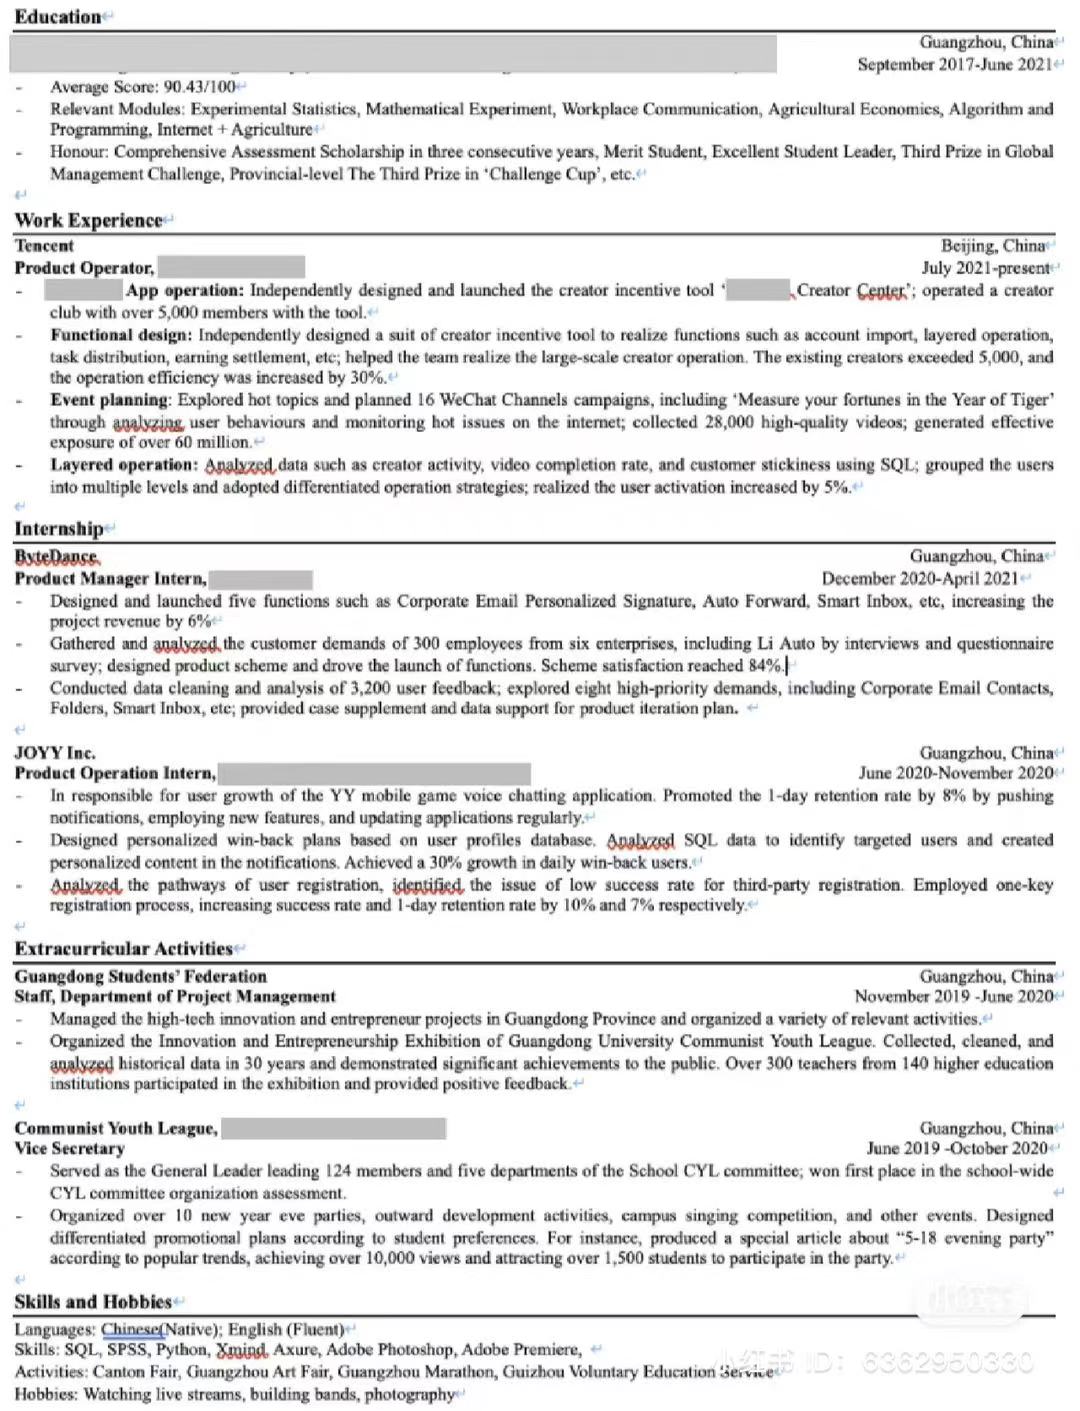 Education
Guangzhou, China
September 2017-June 2021
- Average Score: 90.43/100
- Relevant Modules: Experimental Statistics, Mathematical Experiment, Workplace Communication, Agricultural Economics, Algorithm and
Programming, Internet + Agriculture
- Honour: Comprehensive Assessment Scholarship in three consecutive years, Merit Student, Excellent Student Leader, Third Prize in Global
Management Challenge, Provincial-level The Third Prize in ‘Challenge Cup’, etc.
Work Experience
Tencent Beijing, China
Product Operator, July 2021-present
- App operation: Independently designed and launched the creator incentive tool ‘ Creator Center’; operated a creator
club with over 5,000 members with the tool.
- Functional design: Independently designed a suit of creator incentive tool to realize functions such as account import, layered operation,
task distribution, earning settlement, etc; helped the team realize the large-scale creator operation. The existing creators exceeded 5,000, and
the operation efficiency was increased by 30%.
- Event planning: Explored hot topics and planned 16 WeChat Channels campaigns, including ‘Measure your fortunes in the Year of Tiger’
through analyzing user behaviours and monitoring hot issues on the internet; collected 28,000 high-quality videos; generated effective
exposure of over 60 million.
- Layered operation: Analyzed data such as creator activity, video completion rate, and customer stickiness using SQL; grouped the users
into multiple levels and adopted differentiated operation strategies; realized the user activation increased by 5%.
Internship
ByteDance Guangzhou, China
Product Manager Intern, December 2020-April 2021
- Designed and launched five functions such as Corporate Email Personalized Signature, Auto Forward, Smart Inbox, etc, increasing the
project revenue by 6%
- Gathered and analyzed the customer demands of 300 employees from six enterprises, including Li Auto by interviews and questionnaire
survey; designed product scheme and drove the launch of functions. Scheme satisfaction reached 84%.
- Conducted data cleaning and analysis of 3,200 user feedback; explored eight high-priority demands, including Corporate Email Contacts,
Folders, Smart Inbox, etc; provided case supplement and data support for product iteration plan.
JOYY Inc. Guangzhou, China
Product Operation Intern, June 2020-November 2020
- In responsible for user growth of the YY mobile game voice chatting application. Promoted the 1-day retention rate by 8% by pushing
notifications, employing new features, and updating applications regularly.
- Designed personalized win-back plans based on user profiles database. Analyzed SQL data to identify targeted users and created
personalized content in the notifications. Achieved a 30% growth in daily win-back users.
- Analyzed the pathways of user registration, identified the issue of low success rate for third-party registration. Employed one-key
registration process, increasing success rate and 1-day retention rate by 10% and 7% respectively.
Extracurricular Activities
Guangdong Students’ Federation Guangzhou, China
Staff, Department of Project Management November 2019 -June 2020
- Managed the high-tech innovation and entrepreneur projects in Guangdong Province and organized a variety of relevant activities.
- Organized the Innovation and Entrepreneurship Exhibition of Guangdong University Communist Youth League. Collected, cleaned, and
analyzed historical data in 30 years and demonstrated significant achievements to the public. Over 300 teachers from 140 higher education
institutions participated in the exhibition and provided positive feedback.
Communist Youth League, Guangzhou, China
Vice Secretary June 2019 -October 2020
- Served as the General Leader leading 124 members and five departments of the School CYL committee; won first place in the school-wide
CYL committee organization assessment.
- Organized over 10 new year eve parties, outward development activities, campus singing competition, and other events. Designed
differentiated promotional plans according to student preferences. For instance, produced a special article about “5-18 evening party”
according to popular trends, achieving over 10,000 views and attracting over 1,500 students to participate in the party.
Skills and Hobbies
小红书
Languages: Chinese(Native); English (Fluent)
Skills: SQL, SPSS, Python, Xmind, Axure, Adobe Photoshop, Adobe Premiere,
小红书 ID: 6362950330
Activities: Canton Fair, Guangzhou Art Fair, Guangzhou Marathon, Guizhou Voluntary Education Service
Hobbies: Watching live streams, building bands, photography